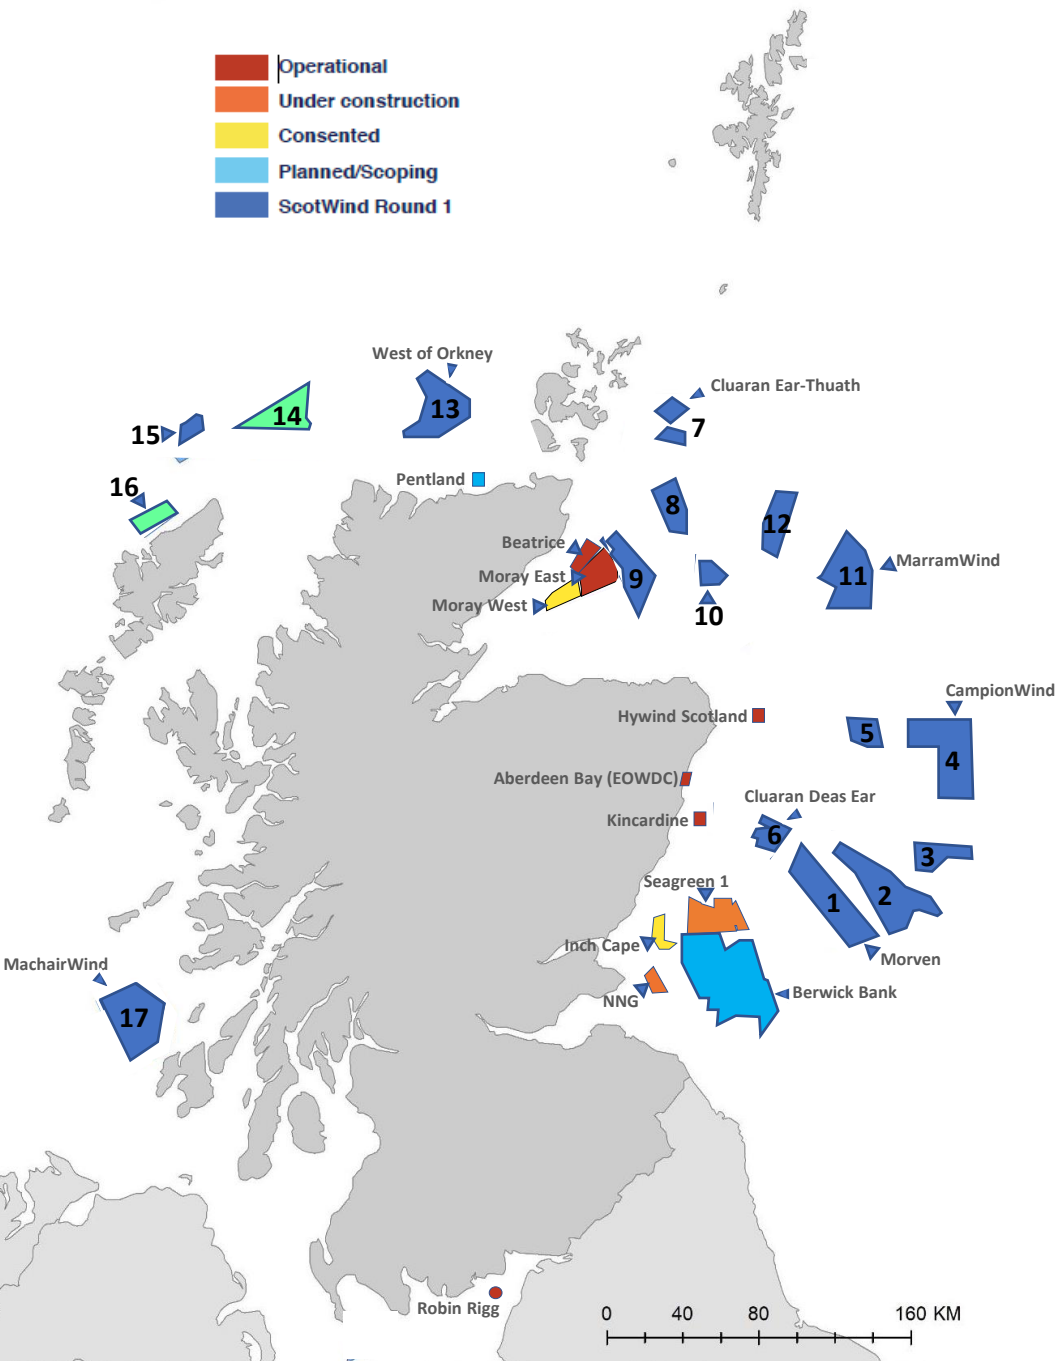 Operational
Under construction
Consented
Planned/Scoping
ScotWind Round 1
West of Orkney
Cluaran Ear-Thuath
13
14
15
7
Pentland
16
8
12
Beatrice
MarramWind
Moray East
9
11
Moray West
10
CampionWind
Hywind Scotland
5
4
Aberdeen Bay (EOWDC)
Cluaran Deas Ear
Kincardine
6
3
Seagreen 1
2
1
Inch Cape
Morven
MachairWind
Berwick Bank
NNG
17
Robin Rigg
0 40 80 160 KM